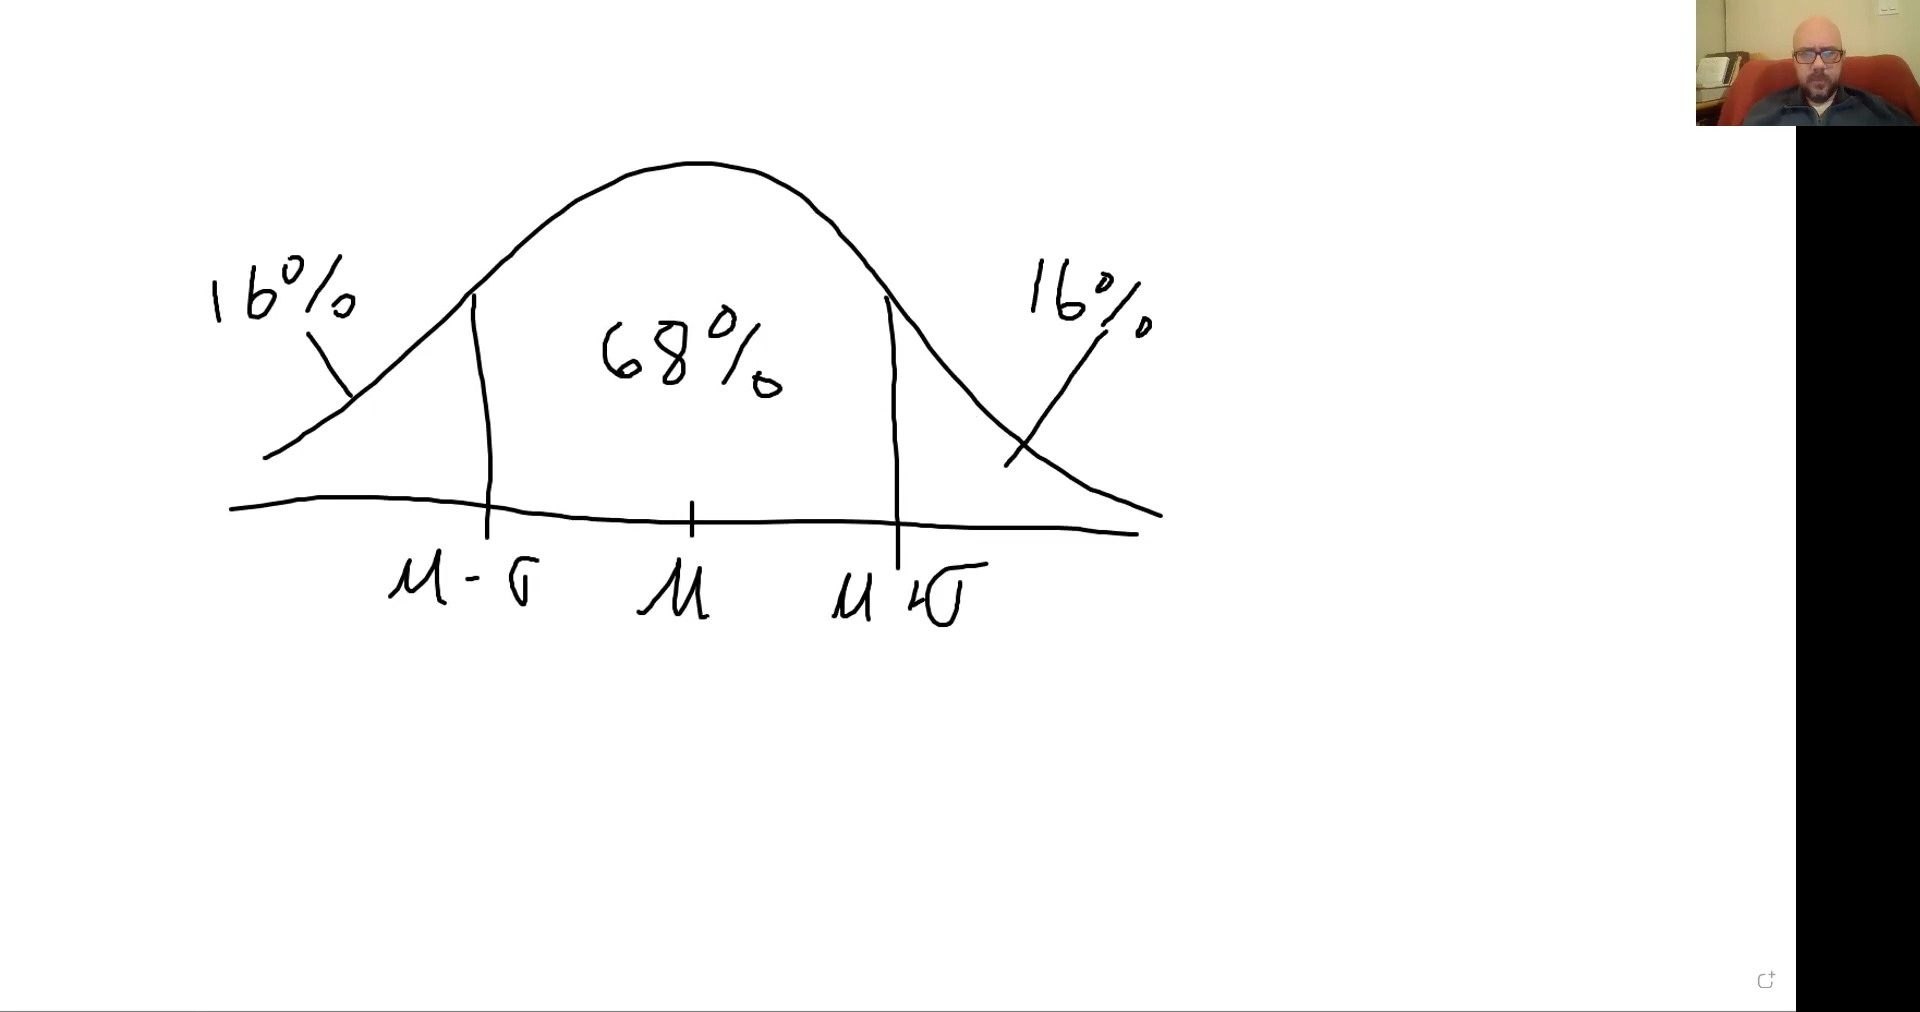 16% 16%
68%
μ - σ μ μ + σ